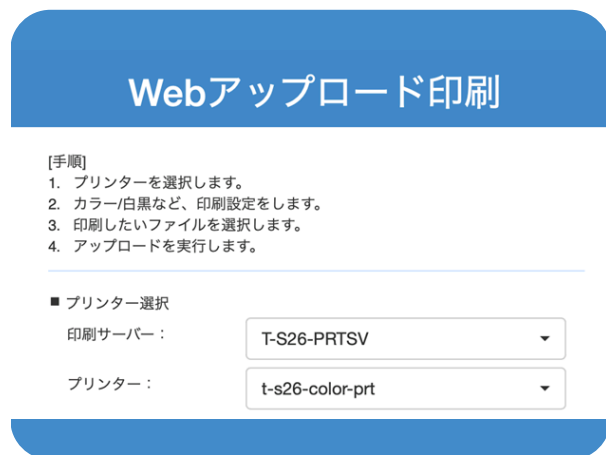 Webアップロード印刷
[手順]
1. プリンターを選択します。
2. カラー/白黒など、印刷設定をします。
3. 印刷したいファイルを選択します。
4. アップロードを実行します。
■ プリンター選択
印刷サーバー： T-S26-PRTSV
プリンター： t-s26-color-prt